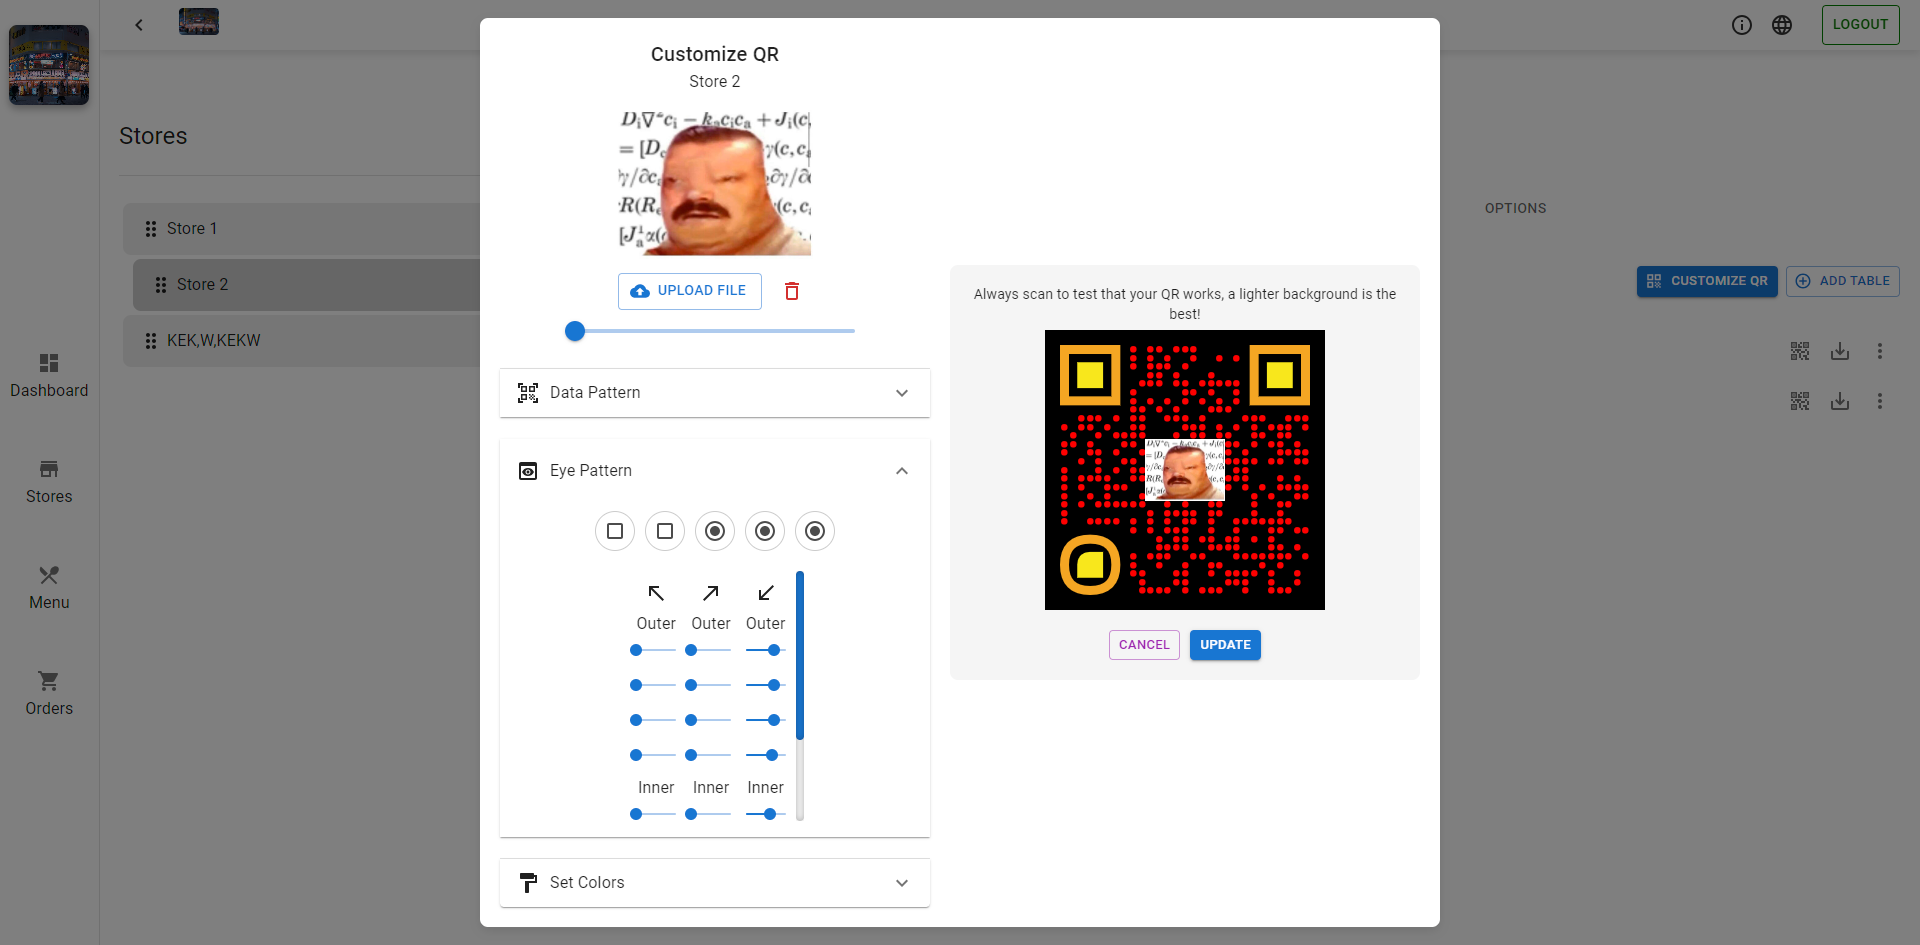 LOGOUT
Customize QR
Store 2
Stores
Store 1
Store 2
KEK,W,KEKW
UPLOAD FILE
OPTIONS
CUSTOMIZE QR
ADD TABLE
Dashboard
Stores
Menu
Orders
Data Pattern
Eye Pattern
Outer Outer Outer
Inner Inner Inner
Set Colors
Always scan to test that your QR works, a lighter background is the
best!
CANCEL
UPDATE